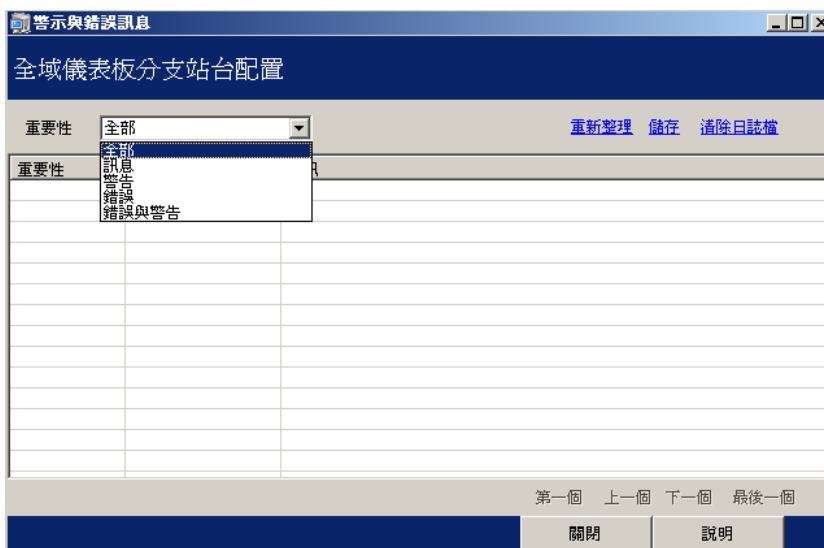 警示與錯誤訊息
全域儀表板分支站台配置
重要性 全部 重新整理 儲存 清除日誌檔
全部
重要性 訊息
警告
錯誤
錯誤與警告
第一個 上一個 下一個 最後一個
關閉 說明